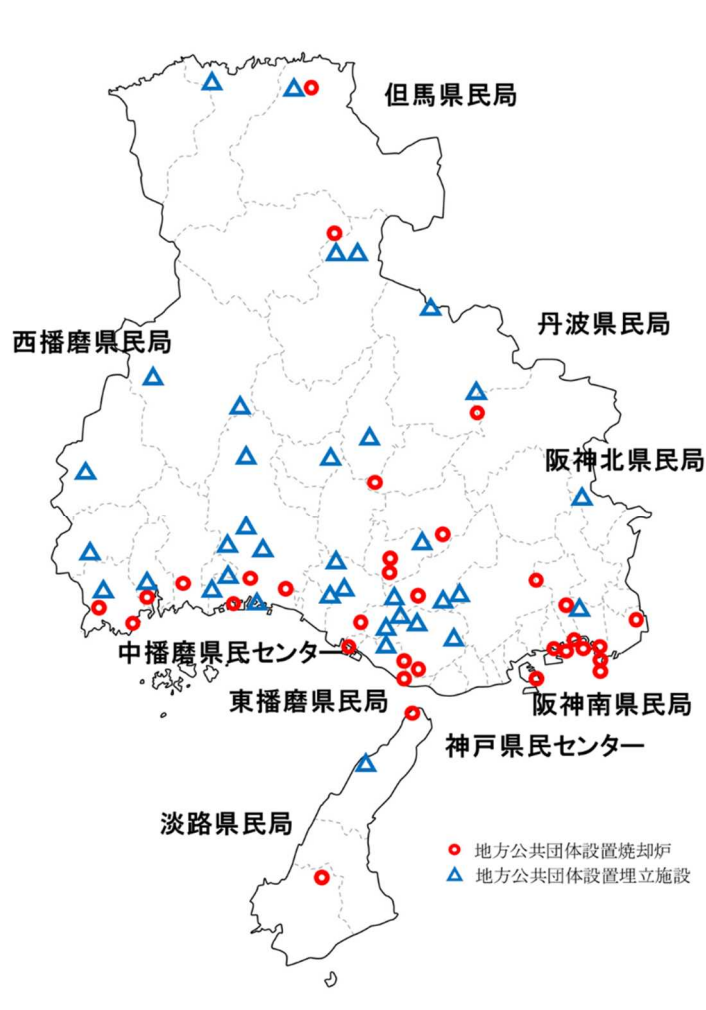 但馬県民局
丹波県民局
西播磨県民局
阪神北県民局
中播磨県民センター
東播磨県民局
阪神南県民局
神戸県民センター
淡路県民局
地方公共団体設置焼却炉
地方公共団体設置埋立施設